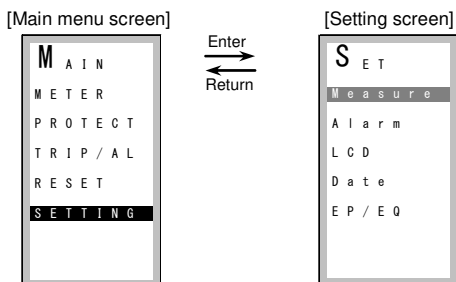 [Main menu screen]
MAIN
METER
PROTECT
TRIP/AL
RESET
SETTING
Enter
Return
[Setting screen]
SET
Measure
Alarm
LCD
Date
EP/EQ